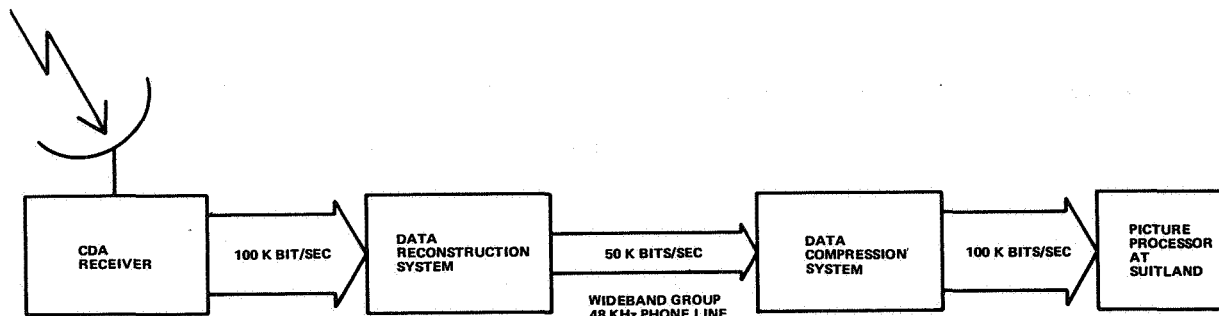 CDA
RECEIVER
100 K BIT/SEC
DATA
RECONSTRUCTION
SYSTEM
50 K BITS/SEC
WIDEBAND GROUP
48 KHz PHONE LINE
DATA
COMPRESSION
SYSTEM
100 K BITS/SEC
PICTURE
PROCESSOR
AT
SUITLAND